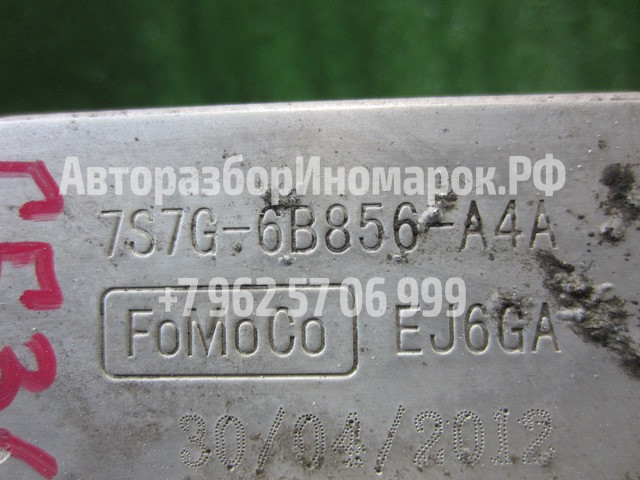 АвторазборИномарок.РФ
7S7G-6B856-A4A
+7 962 57 06 999
FoMoCo EJ6GA
30/04/2012